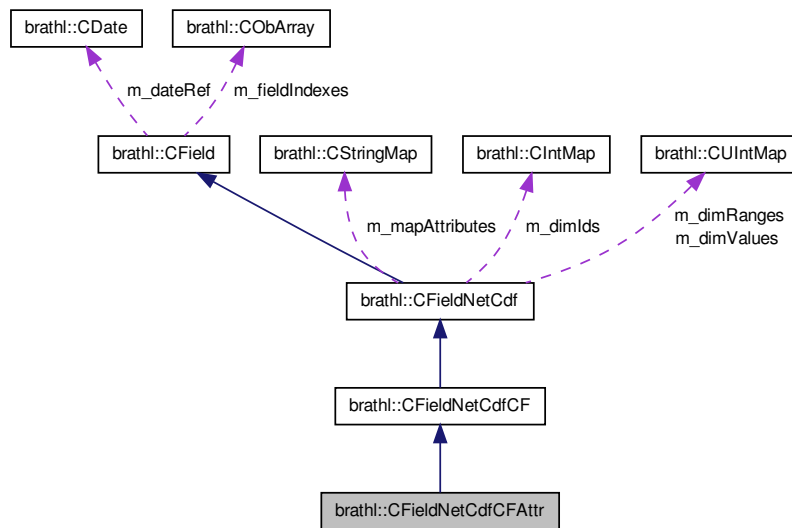 brathl::CDate
brathl::CObArray
m_dateRef
m_fieldIndexes
brathl::CField
brathl::CStringMap
brathl::CIntMap
brathl::CUIntMap
m_mapAttributes
m_dimIds
m_dimRanges
m_dimValues
brathl::CFieldNetCdf
brathl::CFieldNetCdfCF
brathl::CFieldNetCdfCFAttr